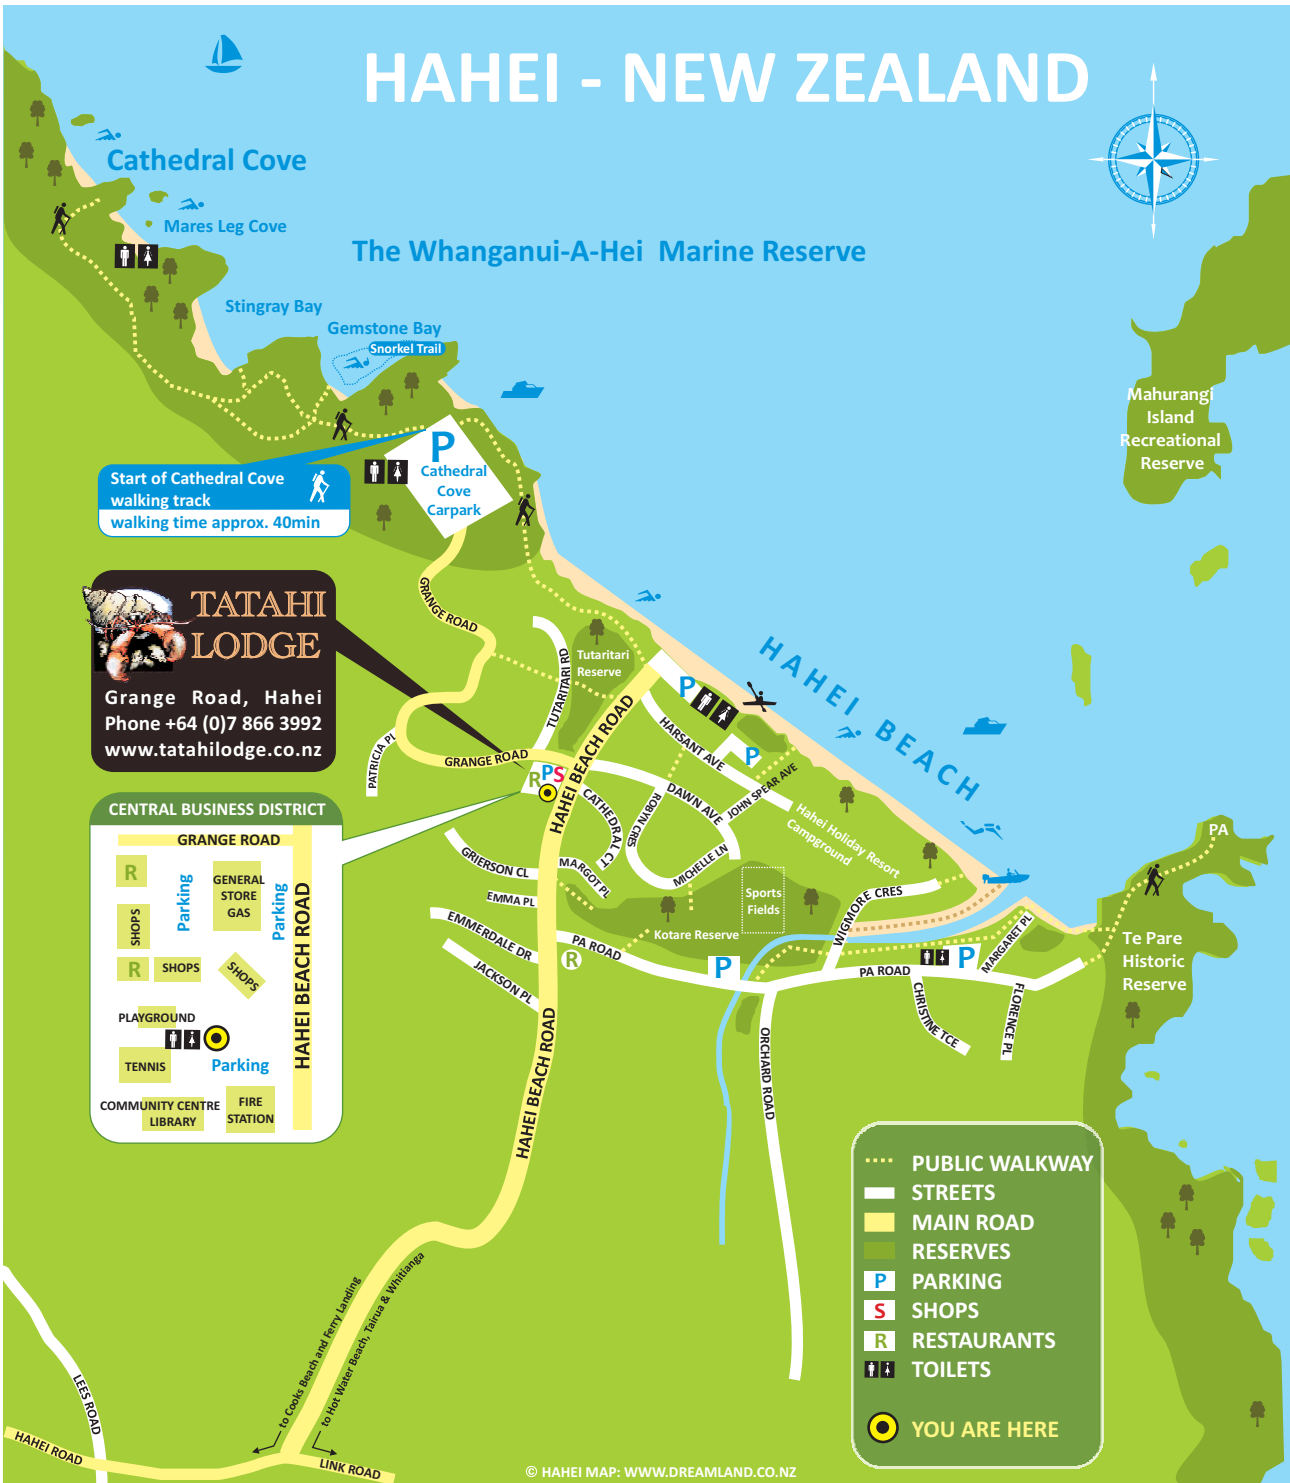 HAHEI - NEW ZEALAND
Cathedral Cove
Mares Leg Cove
The Whanganui-A-Hei Marine Reserve
Stingray Bay
Gemstone Bay
Snorkel Trail
Mahurangi
Island
Recreational
Reserve
P
Cathedral
Cove
Carpark
Start of Cathedral Cove
walking track
walking time approx. 40min
TATAHI
LODGE
Grange Road, Hahei
Phone +64 (0)7 866 3992
www.tatahilodge.co.nz
GRANGE ROAD
TUTARITARI RD
Tutaritari
Reserve
HAHEI BEACH
P
HAHEI BEACH ROAD
HARSANT AVE
P
PATRICIA PL
GRANGE ROAD
R
P
S
DAWN AVE
JOHN SPEAR AVE
ROBYN CRES
CATHEDRAL CT
Hahei Holiday Resort
Campground
MICHELLE LN
GRIERSON CL
MARGOT PL
EMMA PL
Sports
Fields
WIGMORE CRES
Kotare Reserve
EMMERDALE DR
PA ROAD
R
JACKSON PL
P
PA ROAD
P
MARGARET PL
CHRISTINE TCE
FLORENCE PL
PA
Te Pare
Historic
Reserve
ORCHARD ROAD
HAHEI BEACH ROAD
CENTRAL BUSINESS DISTRICT
GRANGE ROAD
R
Parking
GENERAL
STORE
GAS
Parking
SHOPS
HAHEI BEACH ROAD
R
SHOPS
SHOPS
PLAYGROUND
TENNIS
Parking
COMMUNITY CENTRE
LIBRARY
FIRE
STATION
PUBLIC WALKWAY
STREETS
MAIN ROAD
RESERVES
P PARKING
S SHOPS
R RESTAURANTS
TOILETS
YOU ARE HERE
to Cooks Beach and Ferry Landing
to Hot Water Beach, Tairua & Whitianga
LEES ROAD
HAHEI ROAD
LINK ROAD
© HAHEI MAP: WWW.DREAMLAND.CO.NZ